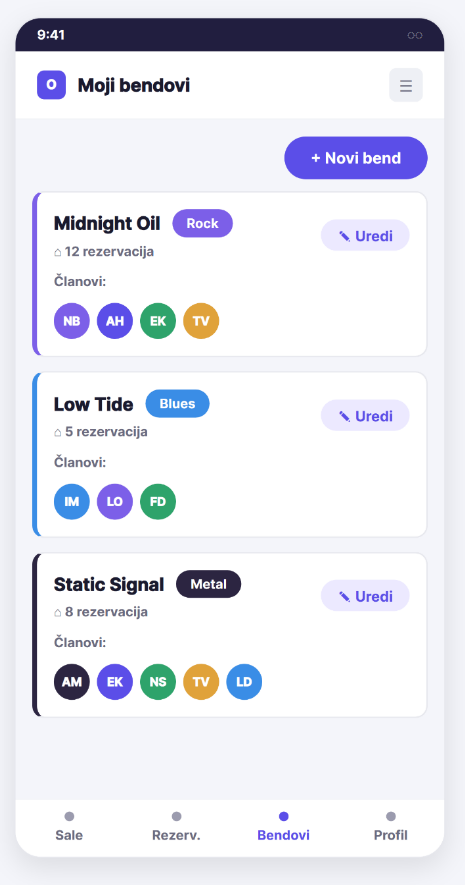 9:41
O Moji bendovi
+ Novi bend
Midnight Oil Rock
Uredi
12 rezervacija
Članovi:
NB AH EK TV
Low Tide Blues
Uredi
5 rezervacija
Članovi:
IM LO FD
Static Signal Metal
Uredi
8 rezervacija
Članovi:
AM EK NS TV LD
Sale Rezerv. Bendovi Profil